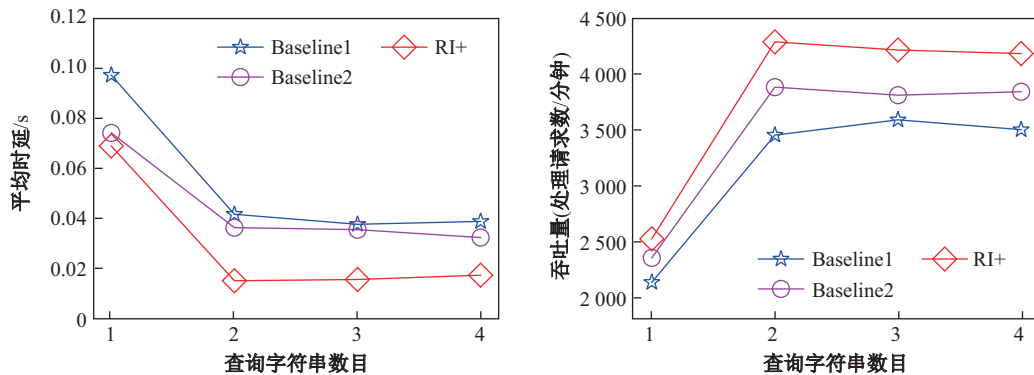 0.12
0.10
0.08
0.06
0.04
0.02
0
平均时延/s
Baseline1
RI+
Baseline2
1
2
3
4
查询字符串数目
4 500
4 000
3 500
3 000
2 500
2 000
吞吐量(处理请求数/分钟)
Baseline1
RI+
Baseline2
1
2
3
4
查询字符串数目